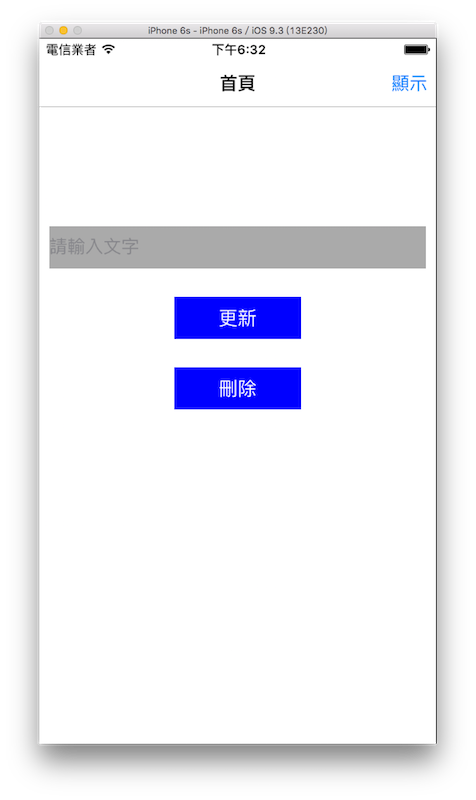 iPhone 6s - iPhone 6s / iOS 9.3 (13E230)
電信業者 下午6:32
首頁 顯示
請輸入文字
更新
刪除